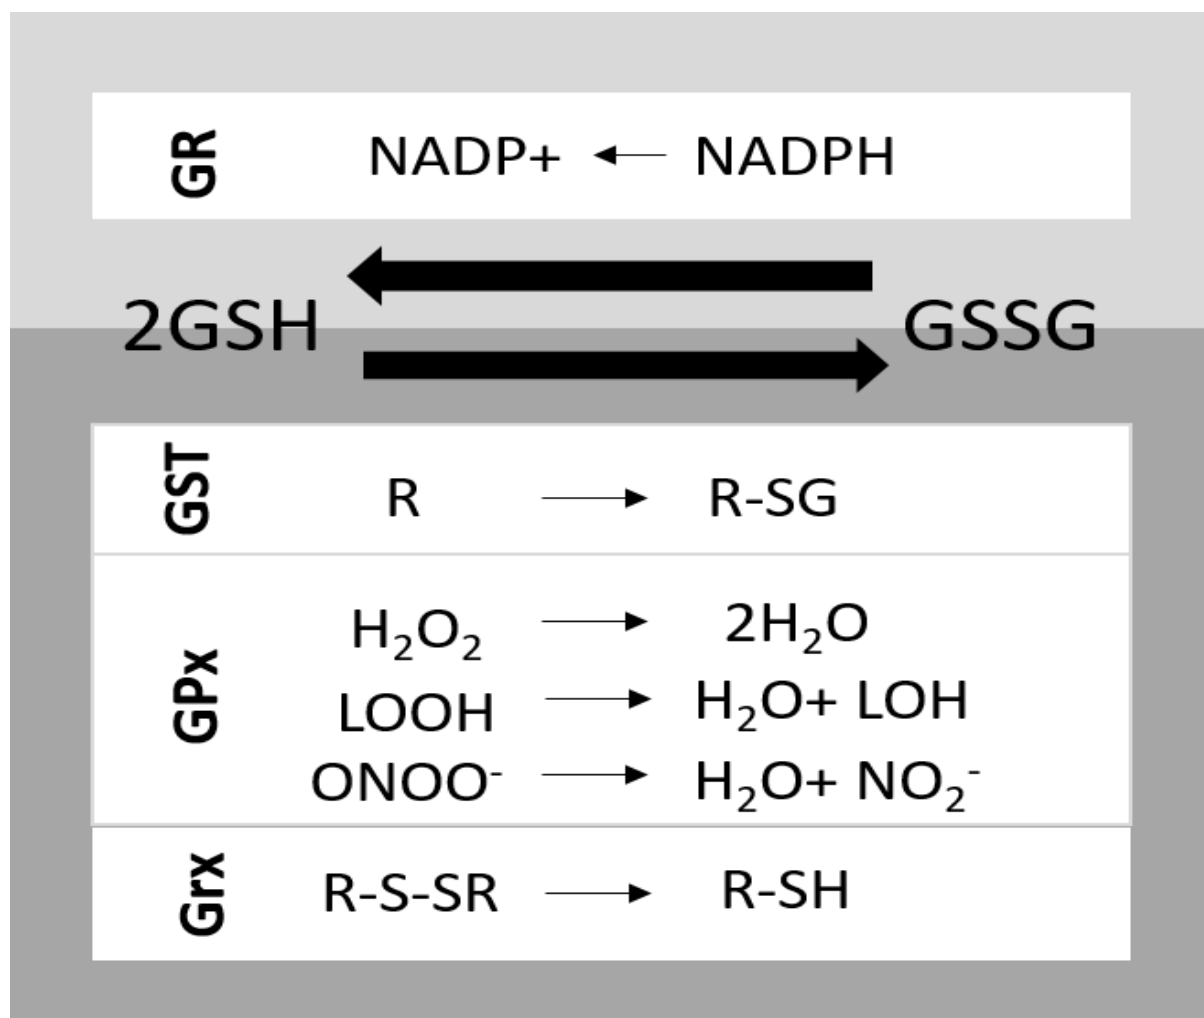 GR NADP+ ← NADPH
2GSH GSSG
GST R → R-SG
GPx
H₂O₂ → 2H₂O
LOOH → H₂O+ LOH
ONOO⁻ → H₂O+ NO₂⁻
Grx R-S-SR → R-SH